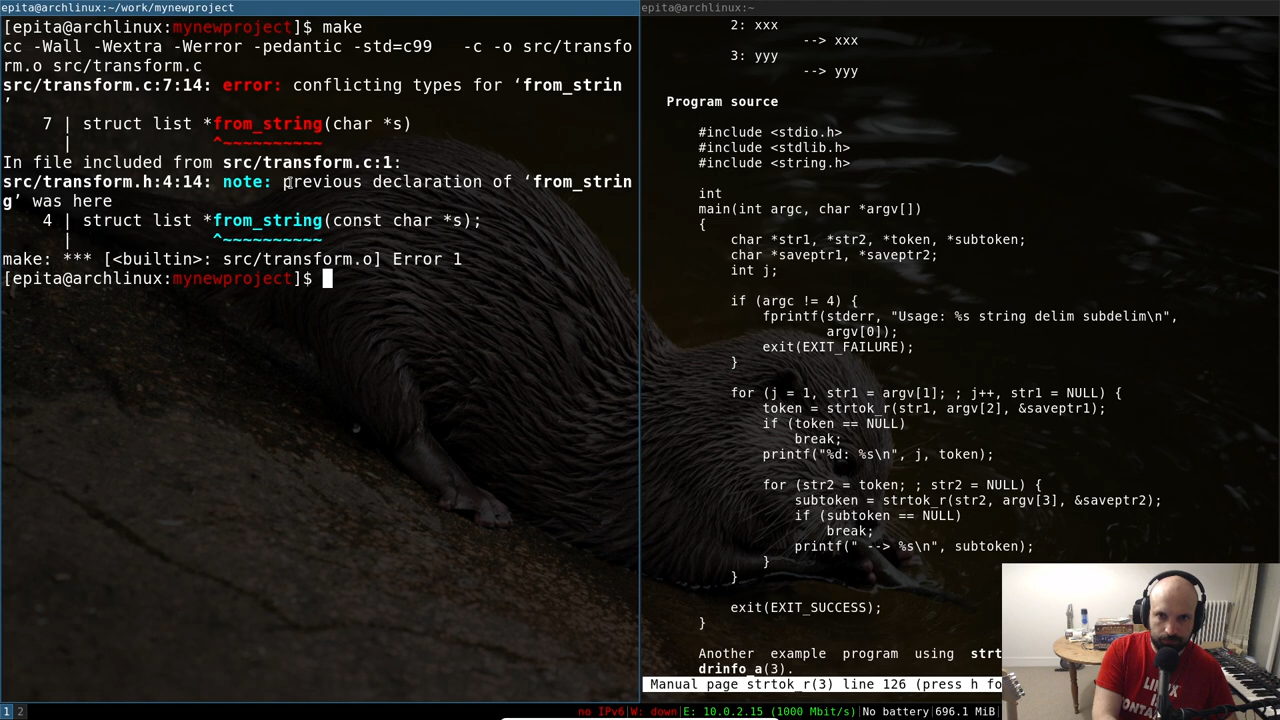 epita@archlinux:~/work/mynewproject
[epita@archlinux:mynewproject]$ make
cc -Wall -Wextra -Werror -pedantic -std=c99   -c -o src/transfo
rm.o src/transform.c
src/transform.c:7:14: error: conflicting types for ‘from_strin
’
    7 | struct list *from_string(char *s)
      |              ^~~~~~~~~~~
In file included from src/transform.c:1:
src/transform.h:4:14: note: previous declaration of ‘from_strin
g’ was here
    4 | struct list *from_string(const char *s);
      |              ^~~~~~~~~~~
make: *** [<builtin>: src/transform.o] Error 1
[epita@archlinux:mynewproject]$
epita@archlinux:~
2: xxx
--> xxx
3: yyy
--> yyy
Program source
#include <stdio.h>
#include <stdlib.h>
#include <string.h>
int
main(int argc, char *argv[])
{
char *str1, *str2, *token, *subtoken;
char *saveptr1, *saveptr2;
int j;
if (argc != 4) {
fprintf(stderr, "Usage: %s string delim subdelim\n",
argv[0]);
exit(EXIT_FAILURE);
}
for (j = 1, str1 = argv[1]; ; j++, str1 = NULL) {
token = strtok_r(str1, argv[2], &saveptr1);
if (token == NULL)
break;
printf("%d: %s\n", j, token);
for (str2 = token; ; str2 = NULL) {
subtoken = strtok_r(str2, argv[3], &saveptr2);
if (subtoken == NULL)
break;
printf(" --> %s\n", subtoken);
}
}
exit(EXIT_SUCCESS);
}
Another example program using strt
drinfo_a(3).
Manual page strtok_r(3) line 126 (press h fo
LINUX
1 2
no IPv6|W: down|E: 10.0.2.15 (1000 Mbit/s)|No battery|696.1 MiB|